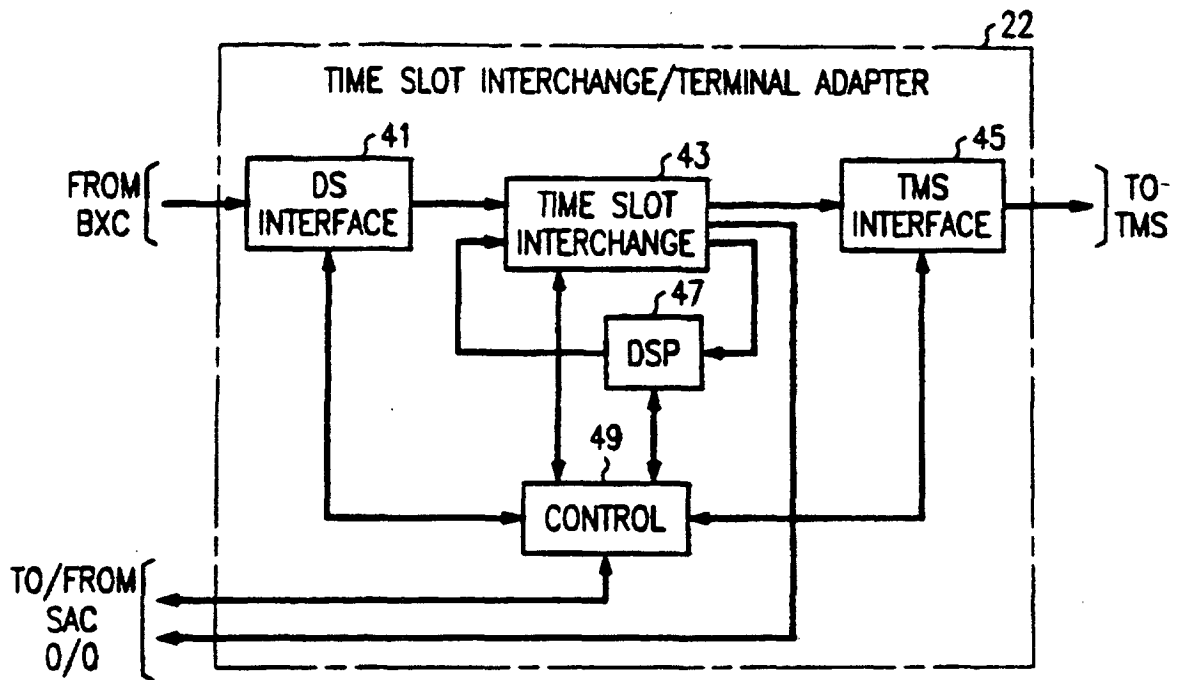 22
TIME SLOT INTERCHANGE/TERMINAL ADAPTER
41
43
45
FROM
BXC
DS
INTERFACE
TIME SLOT
INTERCHANGE
TMS
INTERFACE
TO-
TMS
47
DSP
49
CONTROL
TO/FROM
SAC
0/0